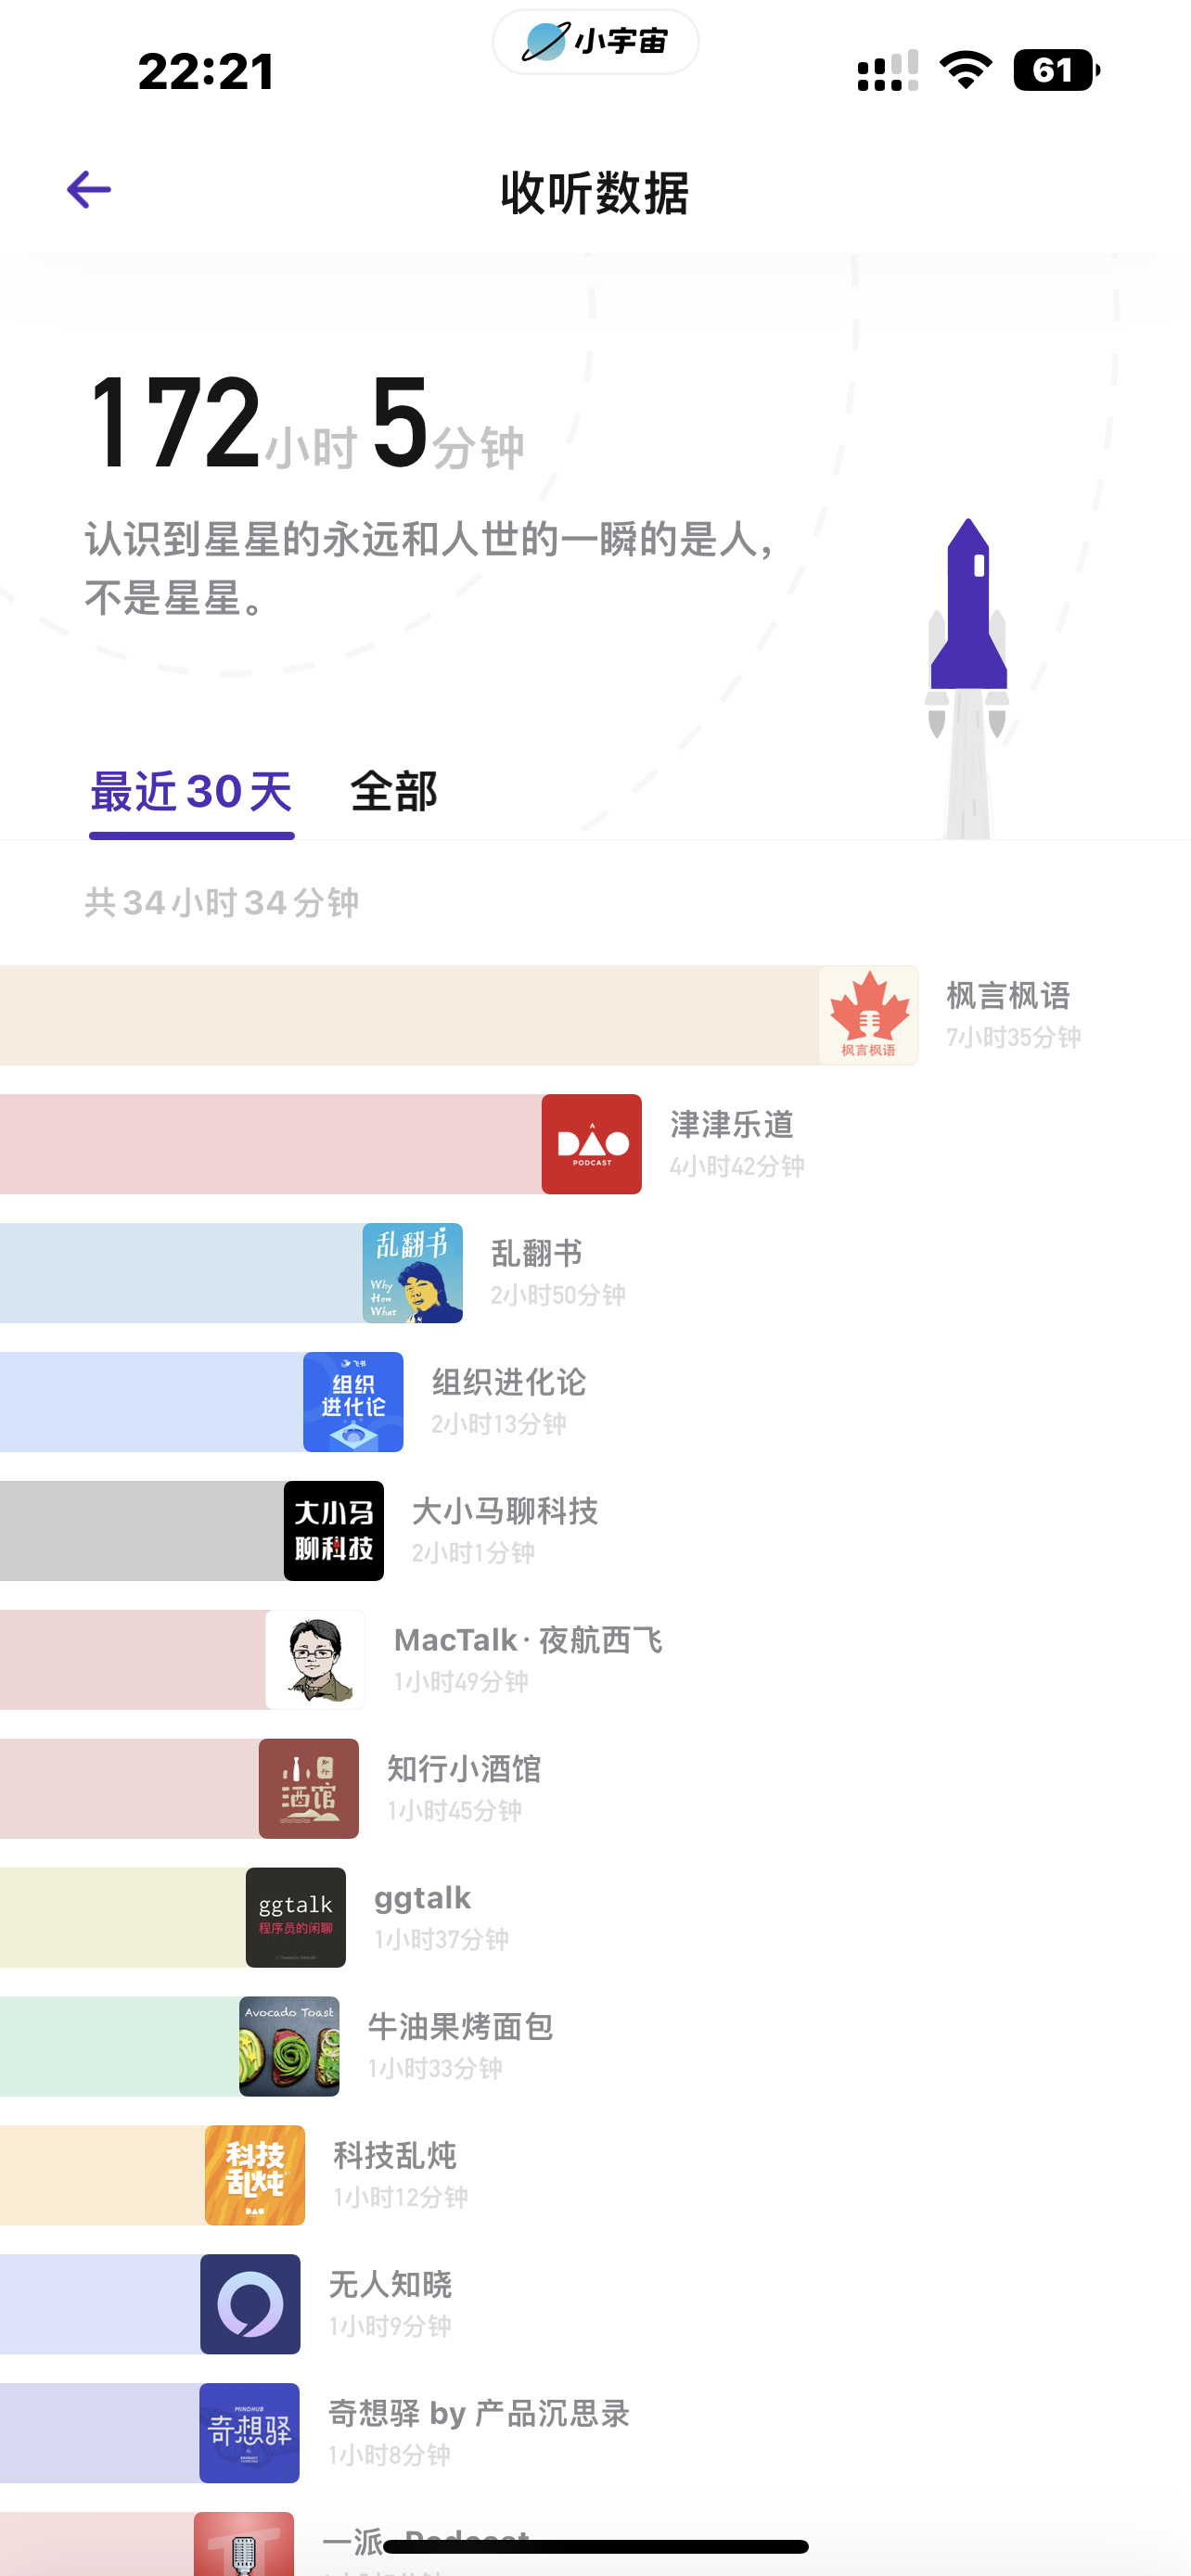 小宇宙
22:21
61
收听数据
172小时5分钟
认识到星星的永远和人世的一瞬的是人，
不是星星。
最近30天 全部
共34小时34分钟
枫言枫语
枫言枫语
7小时35分钟
A
DAO
PODCAST
津津乐道
4小时42分钟
乱翻书
Why
How
What
乱翻书
2小时50分钟
飞书
组织
进化论
组织进化论
2小时13分钟
大小马
聊科技
大小马聊科技
2小时1分钟
MacTalk · 夜航西飞
1小时49分钟
小
酒馆
知行小酒馆
1小时45分钟
ggtalk
程序员的闲聊
ggtalk
1小时37分钟
Avocado Toast
牛油果烤面包
1小时33分钟
科技
乱炖
DAO
科技乱炖
1小时12分钟
无人知晓
1小时9分钟
MINDHUB
奇想驿
奇想驿 by 产品沉思录
1小时8分钟
一派 · Podcast